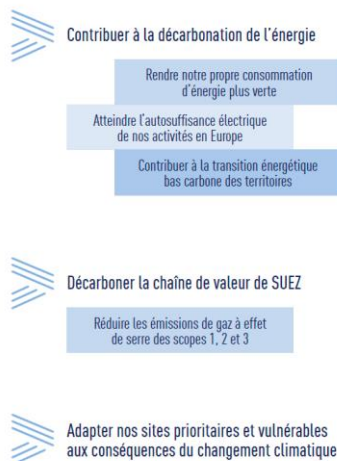 Contribuer à la décarbonation de l’énergie
Rendre notre propre consommation
d’énergie plus verte
Atteindre l’autosuffisance électrique
de nos activités en Europe
Contribuer à la transition énergétique
bas carbone des territoires
Décarboner la chaîne de valeur de SUEZ
Réduire les émissions de gaz à effet
de serre des scopes 1, 2 et 3
Adapter nos sites prioritaires et vulnérables
aux conséquences du changement climatique